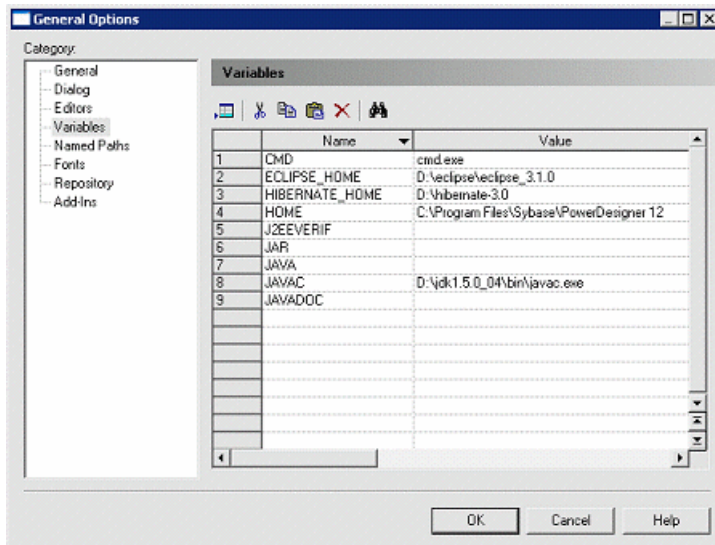 General Options
Category:
General
Dialog
Editors
Variables
Named Paths
Fonts
Repository
Add-Ins
Variables
Name Value
1 CMD cmd.exe
2 ECLIPSE_HOME D:\eclipse\eclipse_3.1.0
3 HIBERNATE_HOME D:\hibernate-3.0
4 HOME C:\Program Files\Sybase\PowerDesigner 12
5 J2EEVERIF
6 JAR
7 JAVA
8 JAVAC D:\jdk1.5.0_04\bin\javac.exe
9 JAVADOC
OK Cancel Help